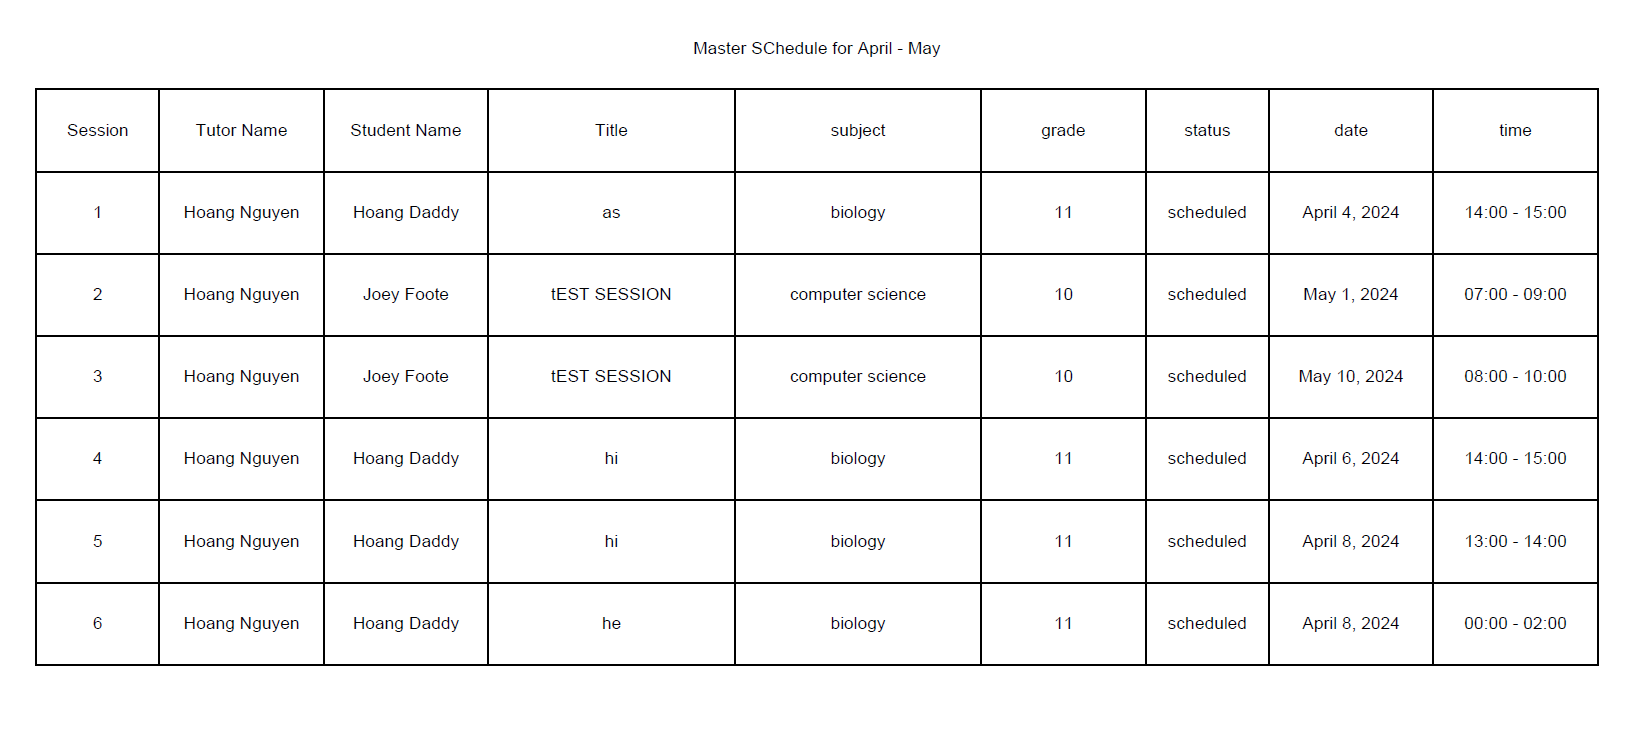 Master SChedule for April - May
Session Tutor Name Student Name Title subject grade status date time
1 Hoang Nguyen Hoang Daddy as biology 11 scheduled April 4, 2024 14:00 - 15:00
2 Hoang Nguyen Joey Foote tEST SESSION computer science 10 scheduled May 1, 2024 07:00 - 09:00
3 Hoang Nguyen Joey Foote tEST SESSION computer science 10 scheduled May 10, 2024 08:00 - 10:00
4 Hoang Nguyen Hoang Daddy hi biology 11 scheduled April 6, 2024 14:00 - 15:00
5 Hoang Nguyen Hoang Daddy hi biology 11 scheduled April 8, 2024 13:00 - 14:00
6 Hoang Nguyen Hoang Daddy he biology 11 scheduled April 8, 2024 00:00 - 02:00